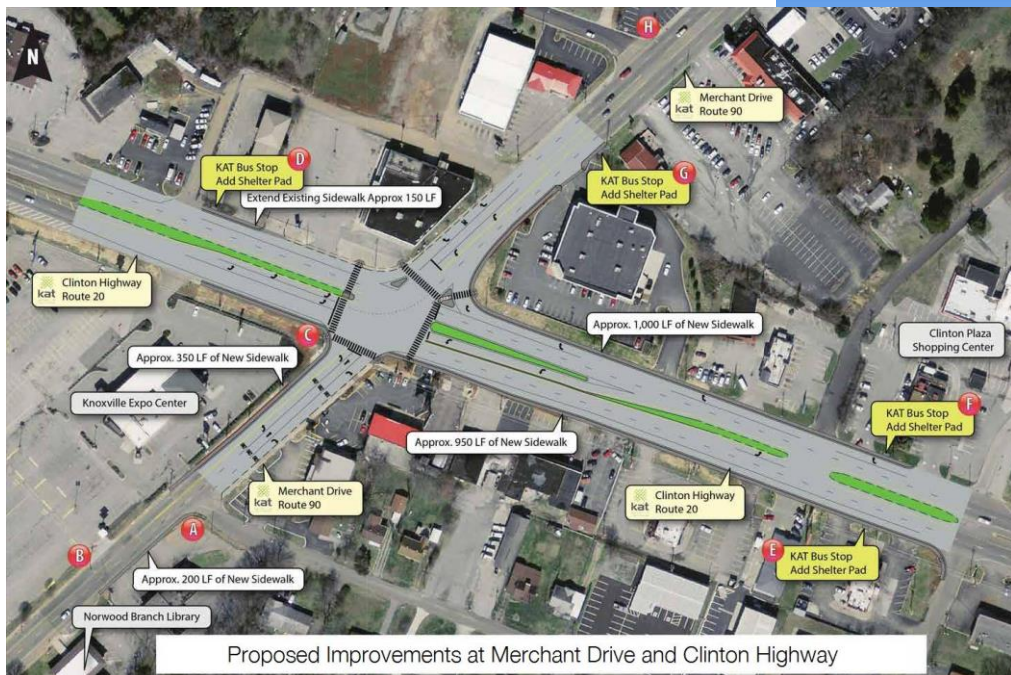 N
H
kat
Merchant Drive
Route 90
D
KAT Bus Stop
Add Shelter Pad
G
KAT Bus Stop
Add Shelter Pad
Extend Existing Sidewalk Approx 150 LF
kat
Clinton Highway
Route 20
C
Approx. 1,000 LF of New Sidewalk
Clinton Plaza
Shopping Center
Approx. 350 LF of New Sidewalk
Knoxville Expo Center
F
KAT Bus Stop
Add Shelter Pad
Approx. 950 LF of New Sidewalk
kat
Merchant Drive
Route 90
kat
Clinton Highway
Route 20
A
B
E
KAT Bus Stop
Add Shelter Pad
Approx. 200 LF of New Sidewalk
Norwood Branch Library
Proposed Improvements at Merchant Drive and Clinton Highway